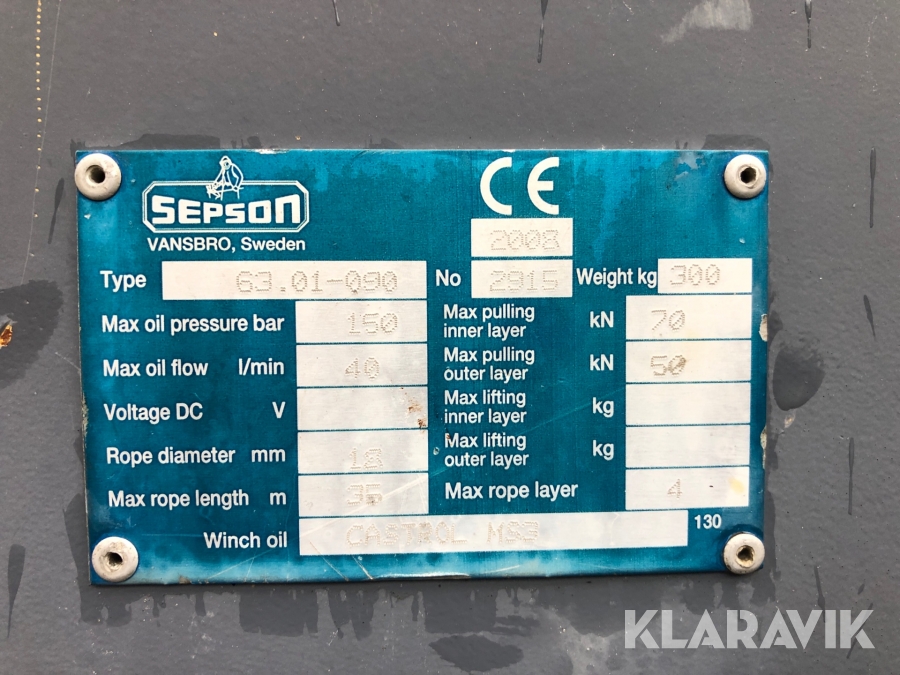 SEPSON
VANSBRO, Sweden
CE
2008
Type 63.01-090 No 2915 Weight kg 300
Max oil pressure bar 150
Max pulling inner layer kN 70
Max oil flow l/min 40
Max pulling outer layer kN 50
Voltage DC V
Max lifting inner layer kg
Rope diameter mm 18
Max lifting outer layer kg
Max rope length m 35
Max rope layer 4
Winch oil CASTROL
130
KLARAVIK